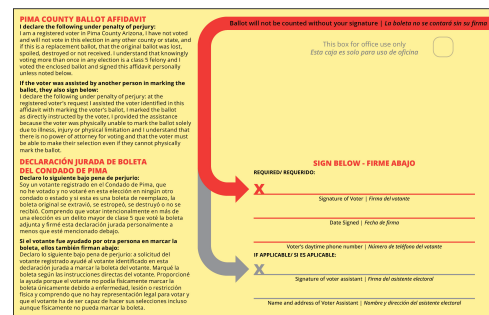 PIMA COUNTY BALLOT AFFIDAVIT
I declare the following under penalty of perjury:
I am a registered voter in Pima County Arizona, I have not voted
and will not vote in this election in any other county or state, and
if this is a replacement ballot, that the original ballot was lost,
spoiled, destroyed or not received. I understand that knowingly
voting more than once in any election is a class 5 felony and I
voted the enclosed ballot and signed this affidavit personally
unless noted below.
If the voter was assisted by another person in marking the
ballot, they also sign below:
I declare the following under penalty of perjury: at the
registered voter's request I assisted the voter identified in this
affidavit with marking the voter's ballot, I marked the ballot
as directly instructed by the voter. I provided the assistance
because the voter was physically unable to mark the ballot solely
due to illness, injury or physical limitation and I understand that
there is no power of attorney for voting and that the voter must
be able to make their selection even if they cannot physically
mark the ballot.
DECLARACIÓN JURADA DE BOLETA
DEL CONDADO DE PIMA
Declaro lo siguiente bajo pena de perjurio:
Soy un votante registrado en el Condado de Pima, que
no he votado y no votaré en esta elección en ningún otro
condado o estado y si esta es una boleta de reemplazo, la
boleta original se extravió, se estropeó, se destruyó o no se
recibió. Comprendo que votar intencionalmente en más de
una elección es un delito mayor de clase 5 que voté la boleta
adjunta y firmé esta declaración jurada personalmente a
menos que esté mencionado debajo.
Si el votante fue ayudado por otra persona en marcar la
boleta, ellos también firman abajo:
Declaro lo siguiente bajo pena de perjurio: a solicitud del
votante registrado ayudé al votante identificado en esta
declaración jurada a marcar la boleta del votante. Marqué la
boleta según las instrucciones directas del votante. Proporcioné
la ayuda porque el votante no podía físicamente marcar la
boleta únicamente debido a enfermedad, lesión o restricción
física y comprendo que no hay representación legal para votar y
que el votante ha de ser capaz de hacer sus selecciones incluso
aunque físicamente no pueda marcar la boleta.
Ballot will not be counted without your signature | La boleta no se contará sin su firma
This box for office use only
Esta caja es solo para uso de oficina
SIGN BELOW - FIRME ABAJO
REQUIRED/ REQUERIDO:
X
Signature of Voter | Firma del votante
Date Signed | Fecha de firma
Voter's daytime phone number | Número de teléfono del votante
IF APPLICABLE/ SI ES APLICABLE:
X
Signature of voter assistant | Firma del asistente electoral
Name and address of Voter Assistant | Nombre y dirección del asistente electoral